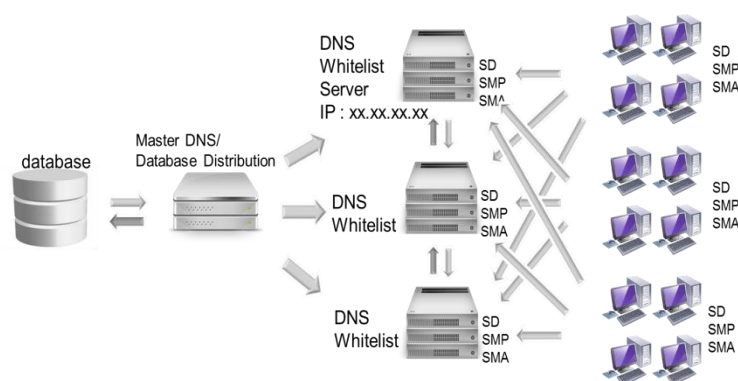 database
Master DNS/
Database Distribution
DNS
Whitelist
Server
IP : xx.xx.xx.xx
SD
SMP
SMA
DNS
Whitelist
SD
SMP
SMA
DNS
Whitelist
SD
SMP
SMA
SD
SMP
SMA
SD
SMP
SMA
SD
SMP
SMA